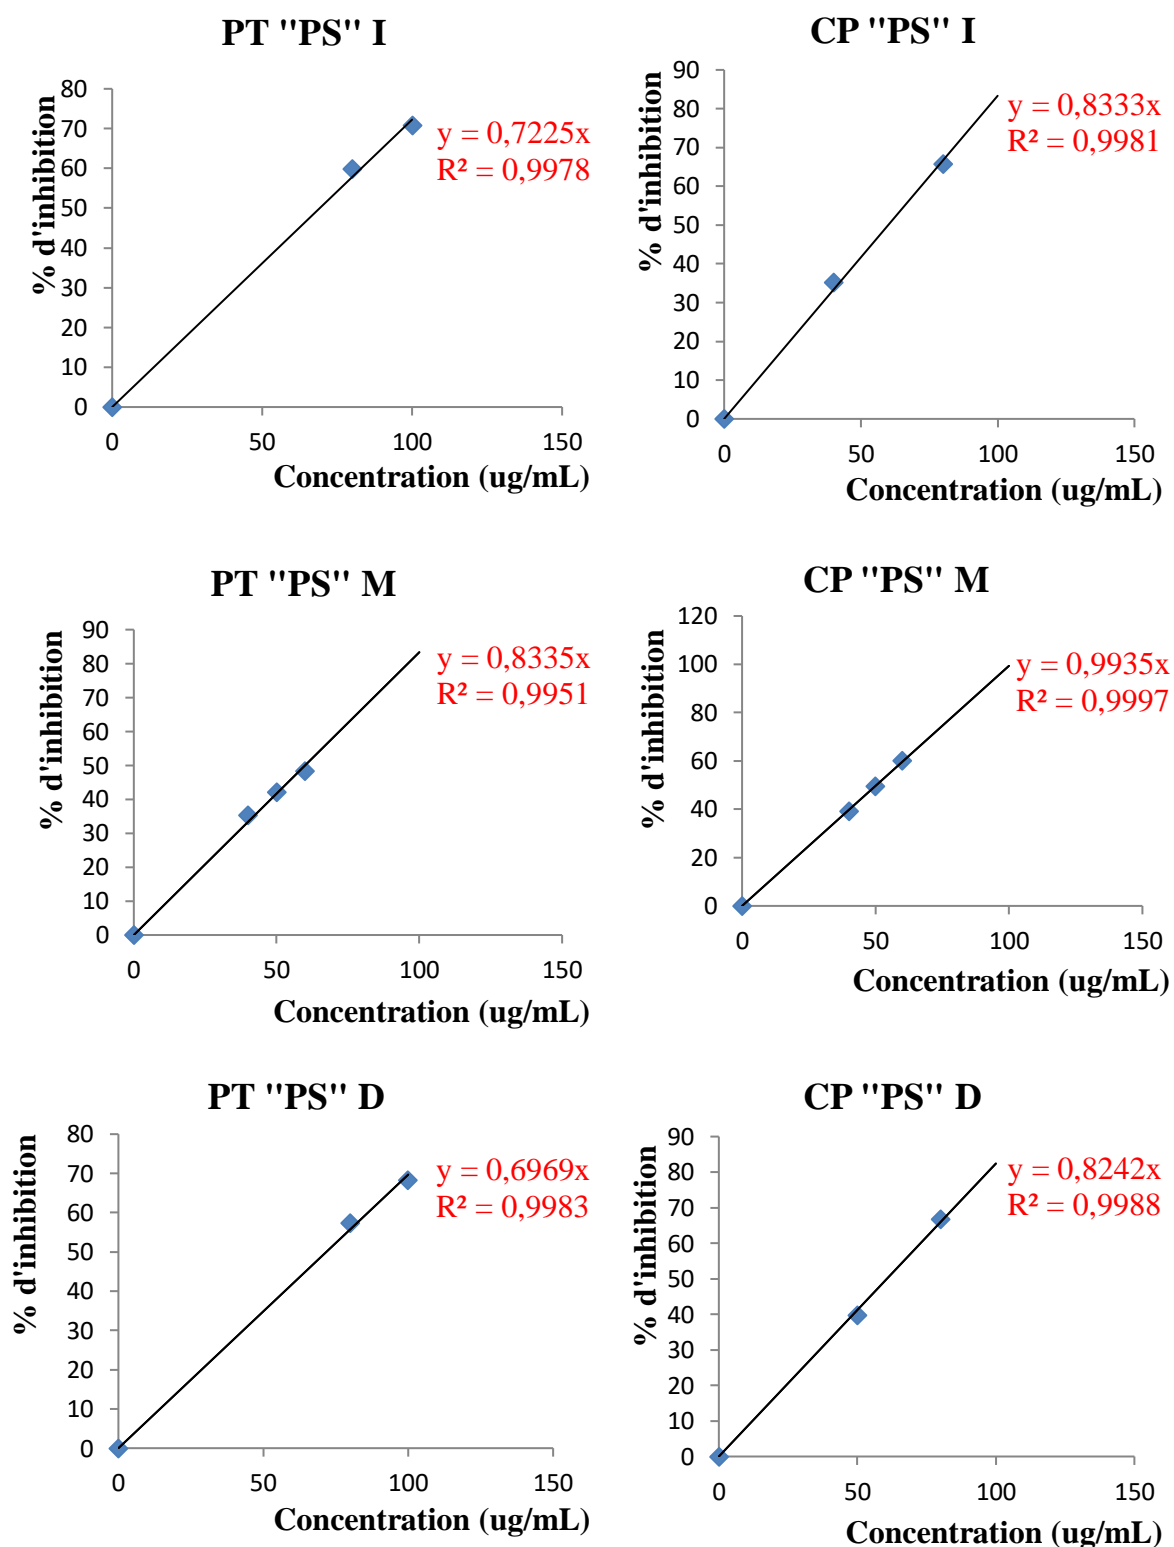 PT "PS" I
% d'inhibition
80
70
60
50
40
30
20
10
0
0 50 100 150
Concentration (ug/mL)
y = 0,7225x
R² = 0,9978
CP "PS" I
% d'inhibition
90
80
70
60
50
40
30
20
10
0
0 50 100 150
Concentration (ug/mL)
y = 0,8333x
R² = 0,9981
PT "PS" M
% d'inhibition
90
80
70
60
50
40
30
20
10
0
0 50 100 150
Concentration (ug/mL)
y = 0,8335x
R² = 0,9951
CP "PS" M
% d'inhibition
120
100
80
60
40
20
0
0 50 100 150
Concentration (ug/mL)
y = 0,9935x
R² = 0,9997
PT "PS" D
% d'inhibition
80
70
60
50
40
30
20
10
0
0 50 100 150
Concentration (ug/mL)
y = 0,6969x
R² = 0,9983
CP "PS" D
% d'inhibition
90
80
70
60
50
40
30
20
10
0
0 50 100 150
Concentration (ug/mL)
y = 0,8242x
R² = 0,9988